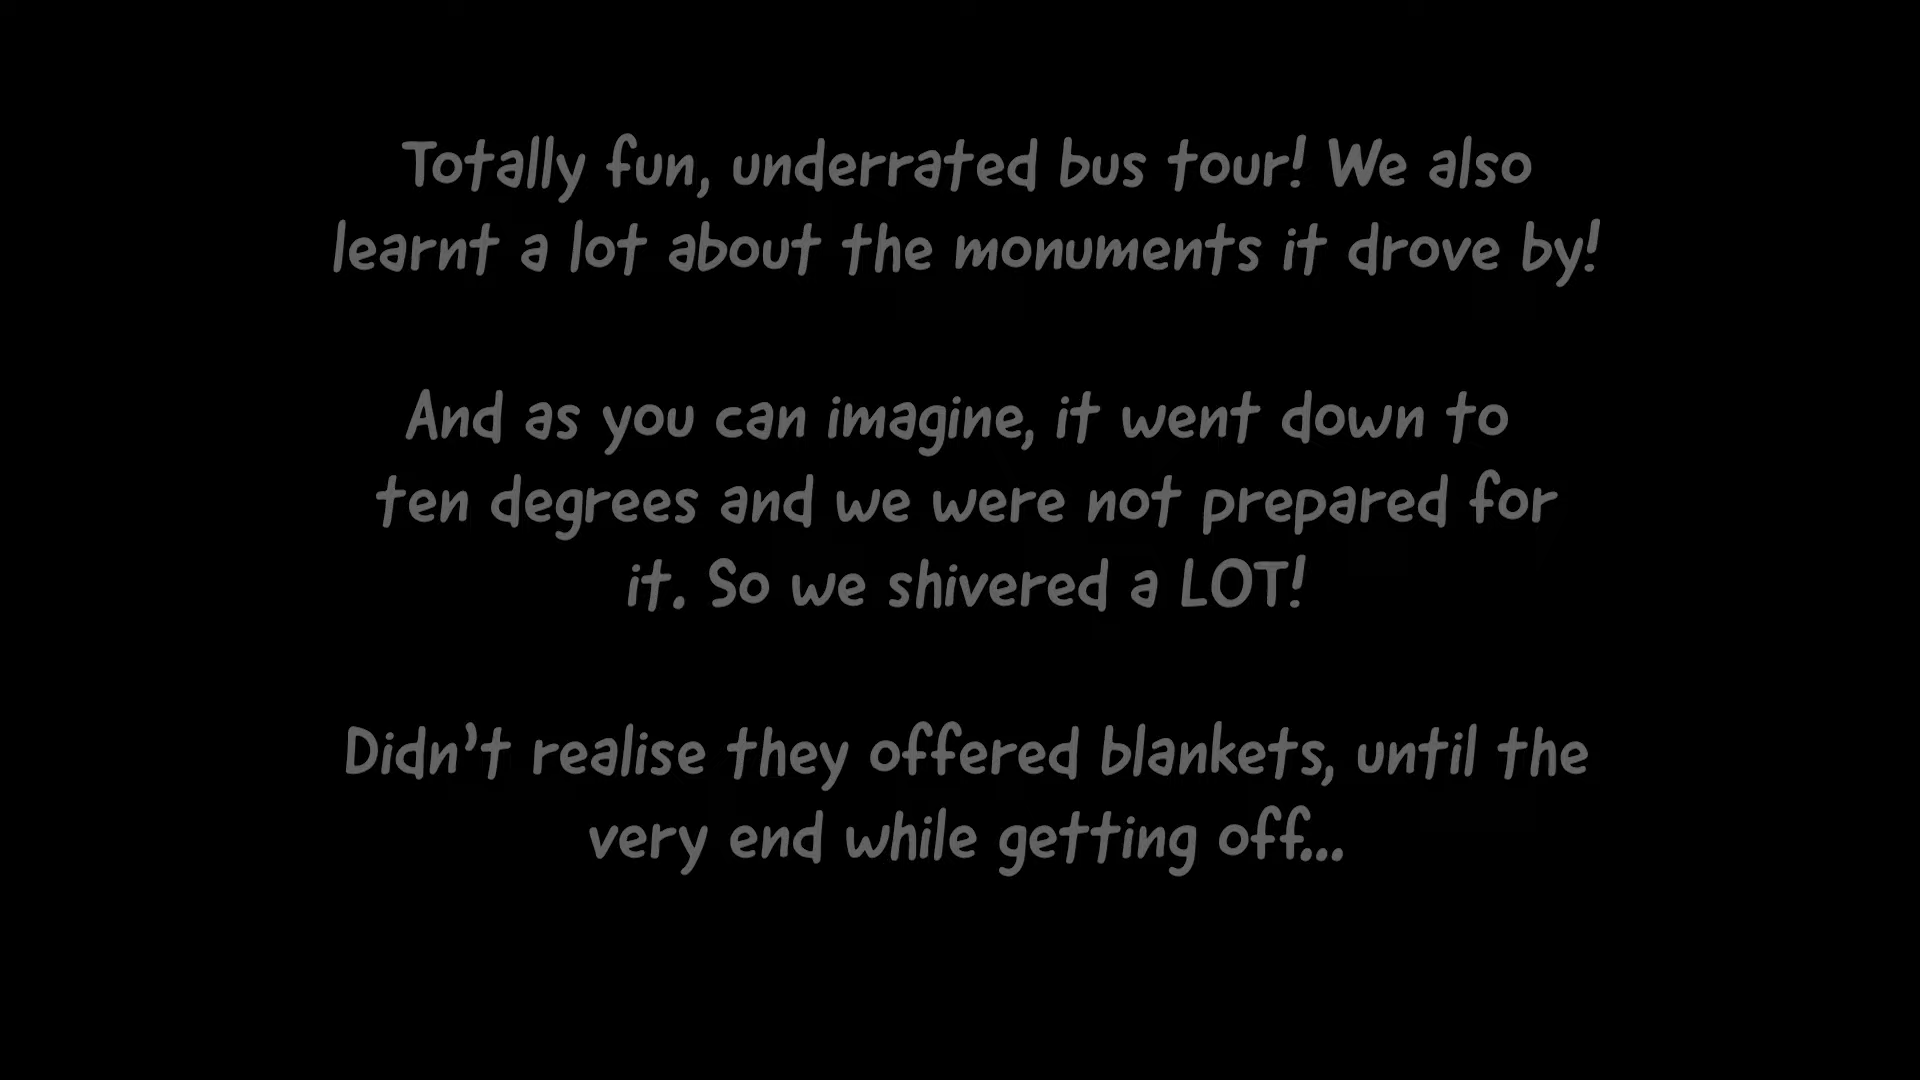 Totally fun, underrated bus tour! We also
learnt a lot about the monuments it drove by!
And as you can imagine, it went down to
ten degrees and we were not prepared for
it. So we shivered a LOT!
Didn't realise they offered blankets, until the
very end while getting off...